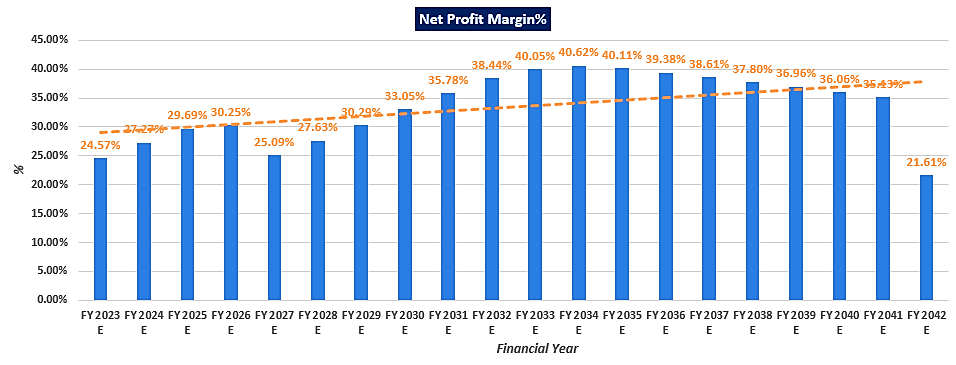 Net Profit Margin%
45.00%
40.00%
35.00%
30.00%
25.00%
20.00%
15.00%
10.00%
5.00%
0.00%
%
24.57%
27.27%
29.69%
30.25%
25.09%
27.63%
30.29%
33.05%
35.78%
38.44%
40.05%
40.62%
40.11%
39.38%
38.61%
37.80%
36.96%
36.06%
35.13%
21.61%
FY 2023 E
FY 2024 E
FY 2025 E
FY 2026 E
FY 2027 E
FY 2028 E
FY 2029 E
FY 2030 E
FY 2031 E
FY 2032 E
FY 2033 E
FY 2034 E
FY 2035 E
FY 2036 E
FY 2037 E
FY 2038 E
FY 2039 E
FY 2040 E
FY 2041 E
FY 2042 E
Financial Year